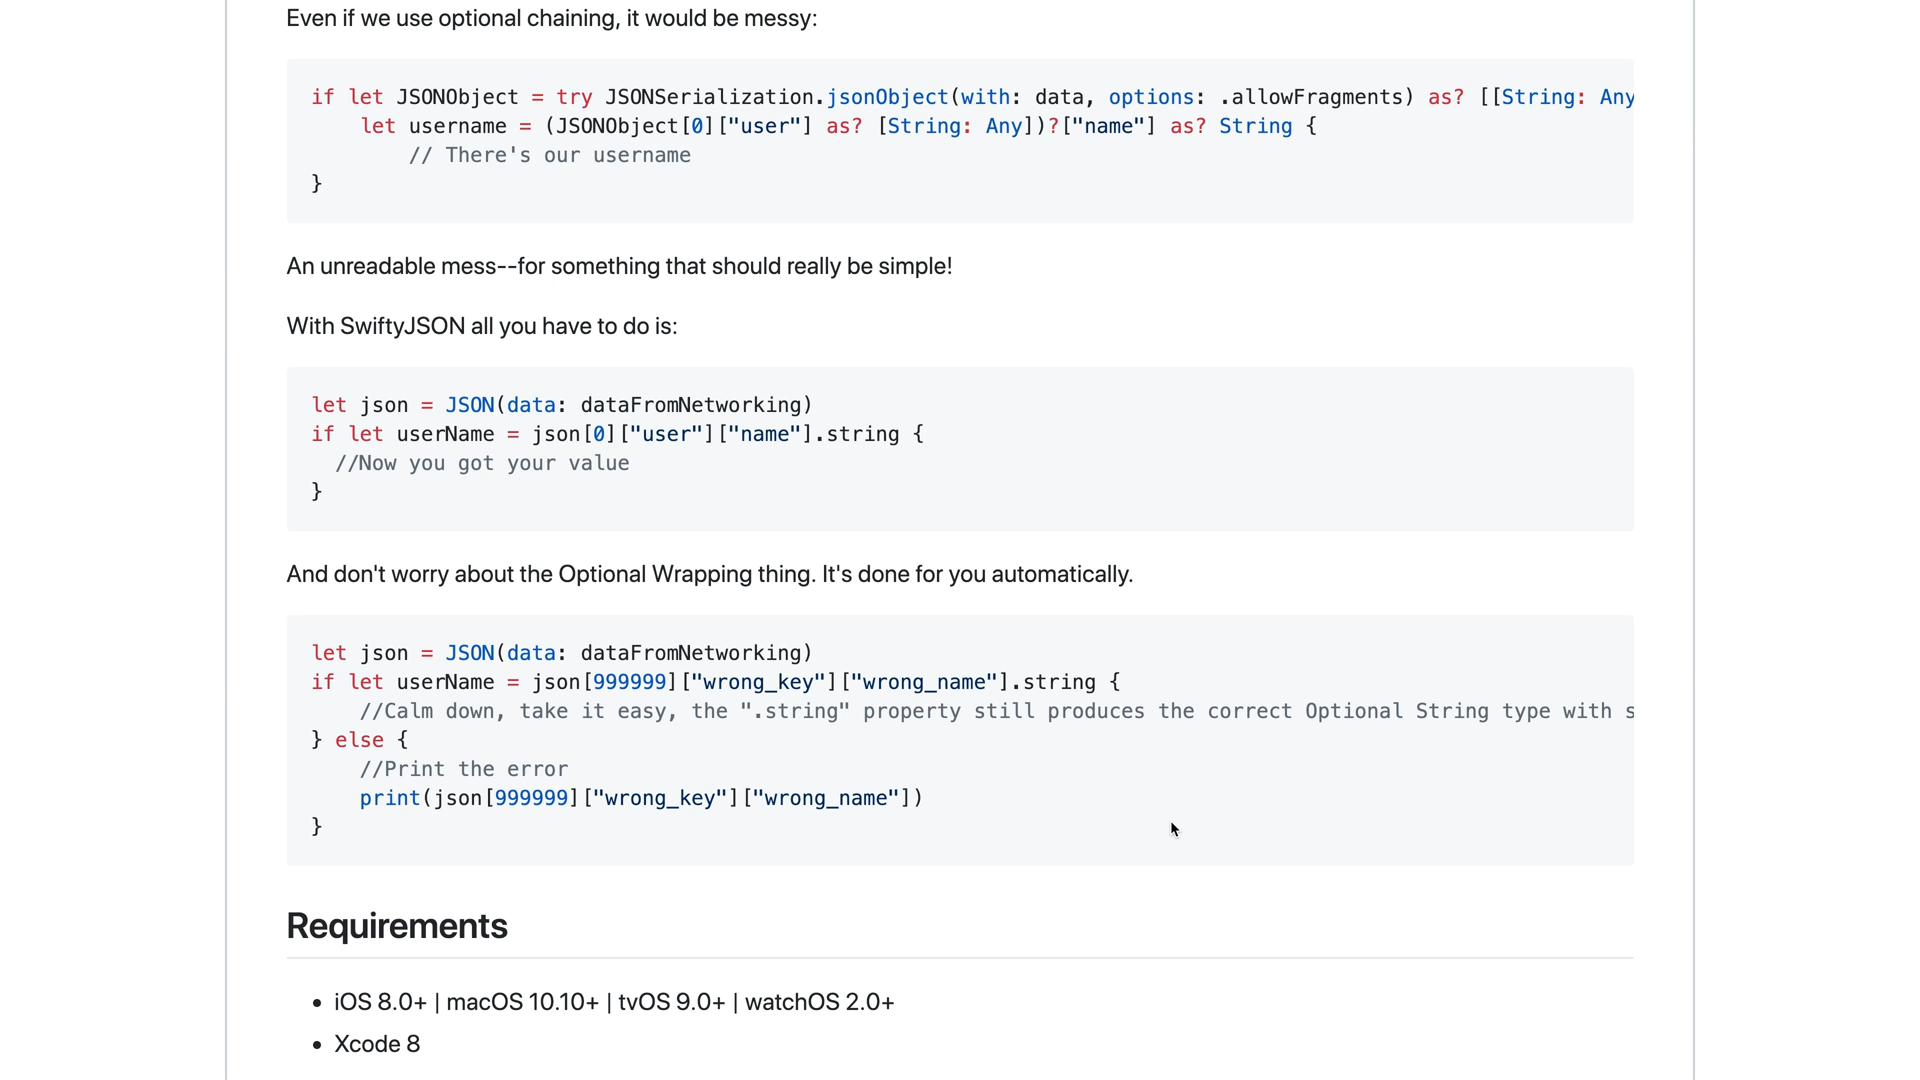 Even if we use optional chaining, it would be messy:
if let JSONObject = try JSONSerialization.jsonObject(with: data, options: .allowFragments) as? [[String: Any
    let username = (JSONObject[0]["user"] as? [String: Any])?["name"] as? String {
        // There's our username
}
An unreadable mess--for something that should really be simple!
With SwiftyJSON all you have to do is:
let json = JSON(data: dataFromNetworking)
if let userName = json[0]["user"]["name"].string {
  //Now you got your value
}
And don't worry about the Optional Wrapping thing. It's done for you automatically.
let json = JSON(data: dataFromNetworking)
if let userName = json[999999]["wrong_key"]["wrong_name"].string {
    //Calm down, take it easy, the ".string" property still produces the correct Optional String type with s
} else {
    //Print the error
    print(json[999999]["wrong_key"]["wrong_name"])
}
Requirements
• iOS 8.0+ | macOS 10.10+ | tvOS 9.0+ | watchOS 2.0+
• Xcode 8